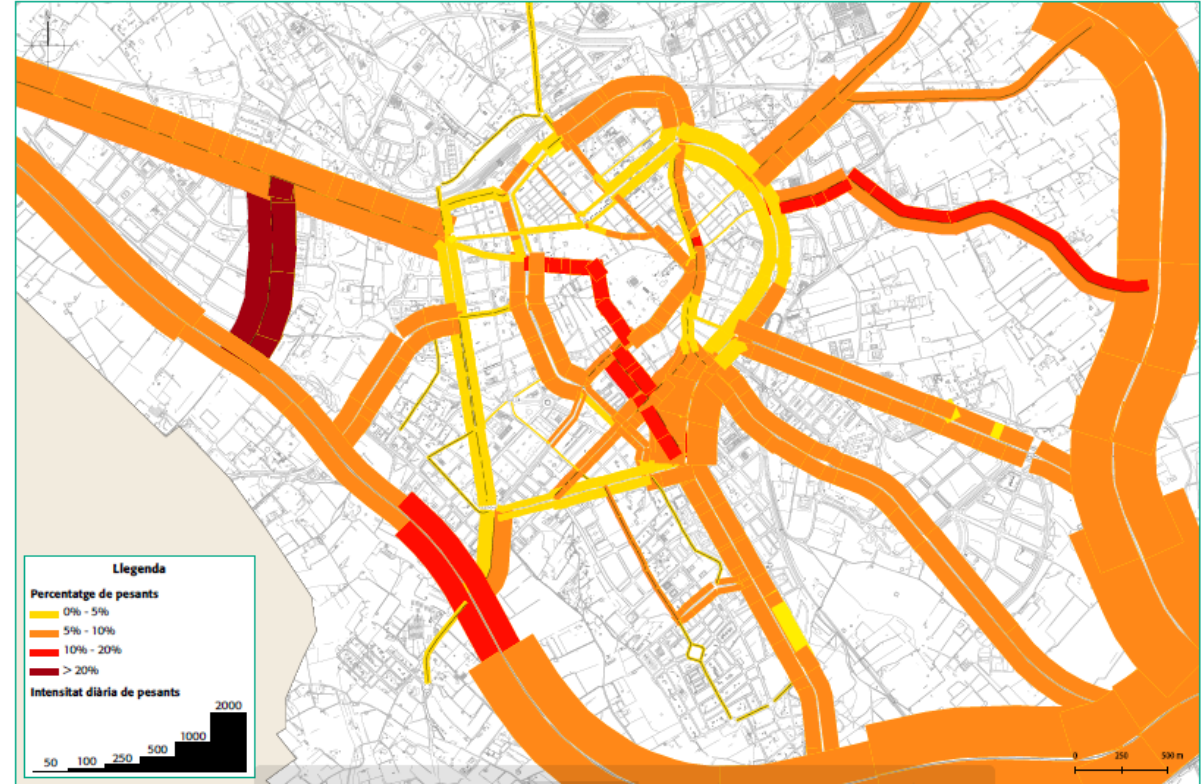 Llegenda
Percentatge de pesants
0% - 5%
5% - 10%
10% - 20%
> 20%
Intensitat diària de pesants
50 100 250 500 1000 2000
0 250 500 m